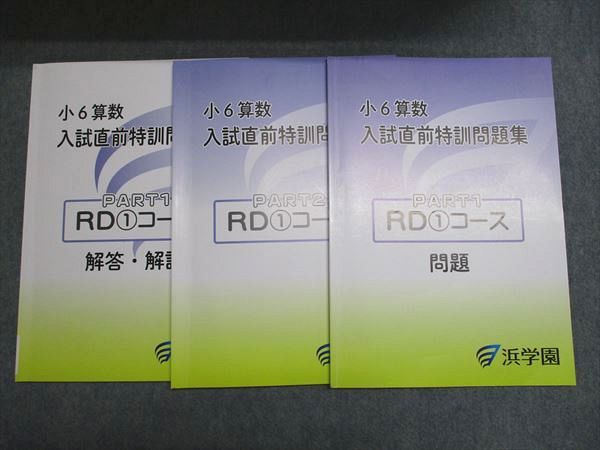 小6算数
入試直前特訓問
PART1
RD①コー
解答・解説
小6算数
入試直前特訓問
PART2
RD①コー
小6算数
入試直前特訓問題集
PART1
RD①コース
問題
浜学園